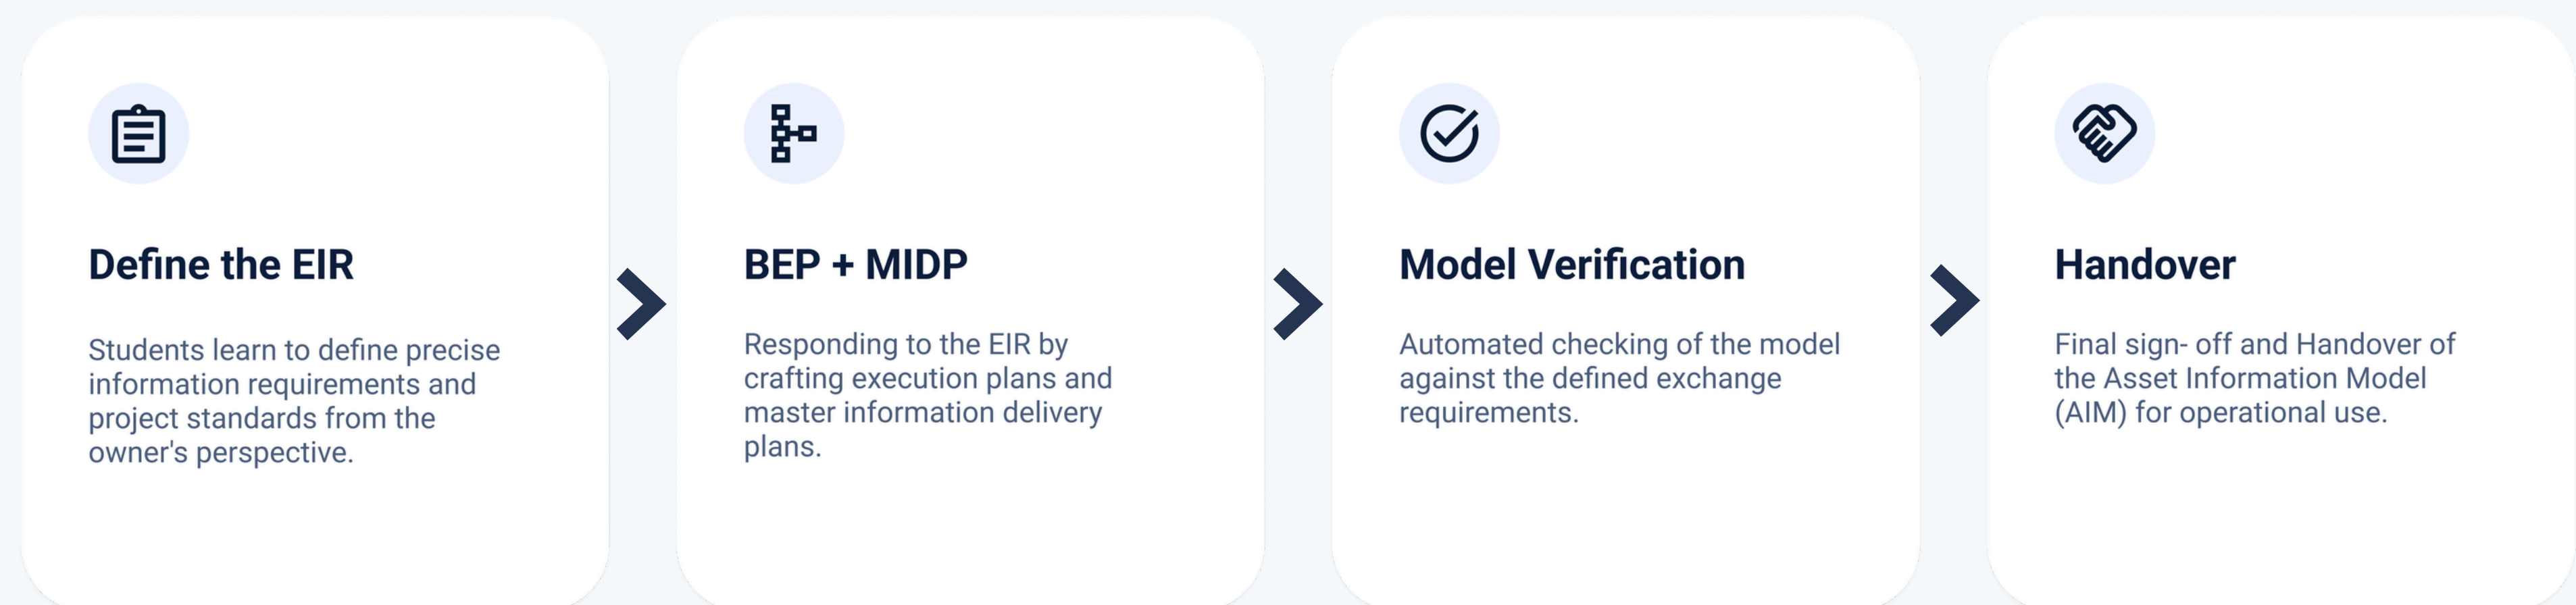 Define the EIR
Students learn to define precise
information requirements and
project standards from the
owner's perspective.
BEP + MIDP
Responding to the EIR by
crafting execution plans and
master information delivery
plans.
Model Verification
Automated checking of the model
against the defined exchange
requirements.
Handover
Final sign- off and Handover of
the Asset Information Model
(AIM) for operational use.